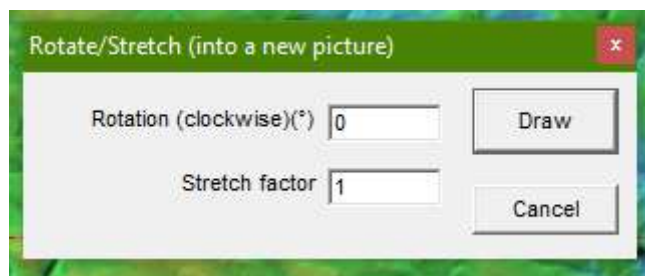 Rotate/Stretch (into a new picture)
Rotation (clockwise)(°) 0
Draw
Stretch factor 1
Cancel